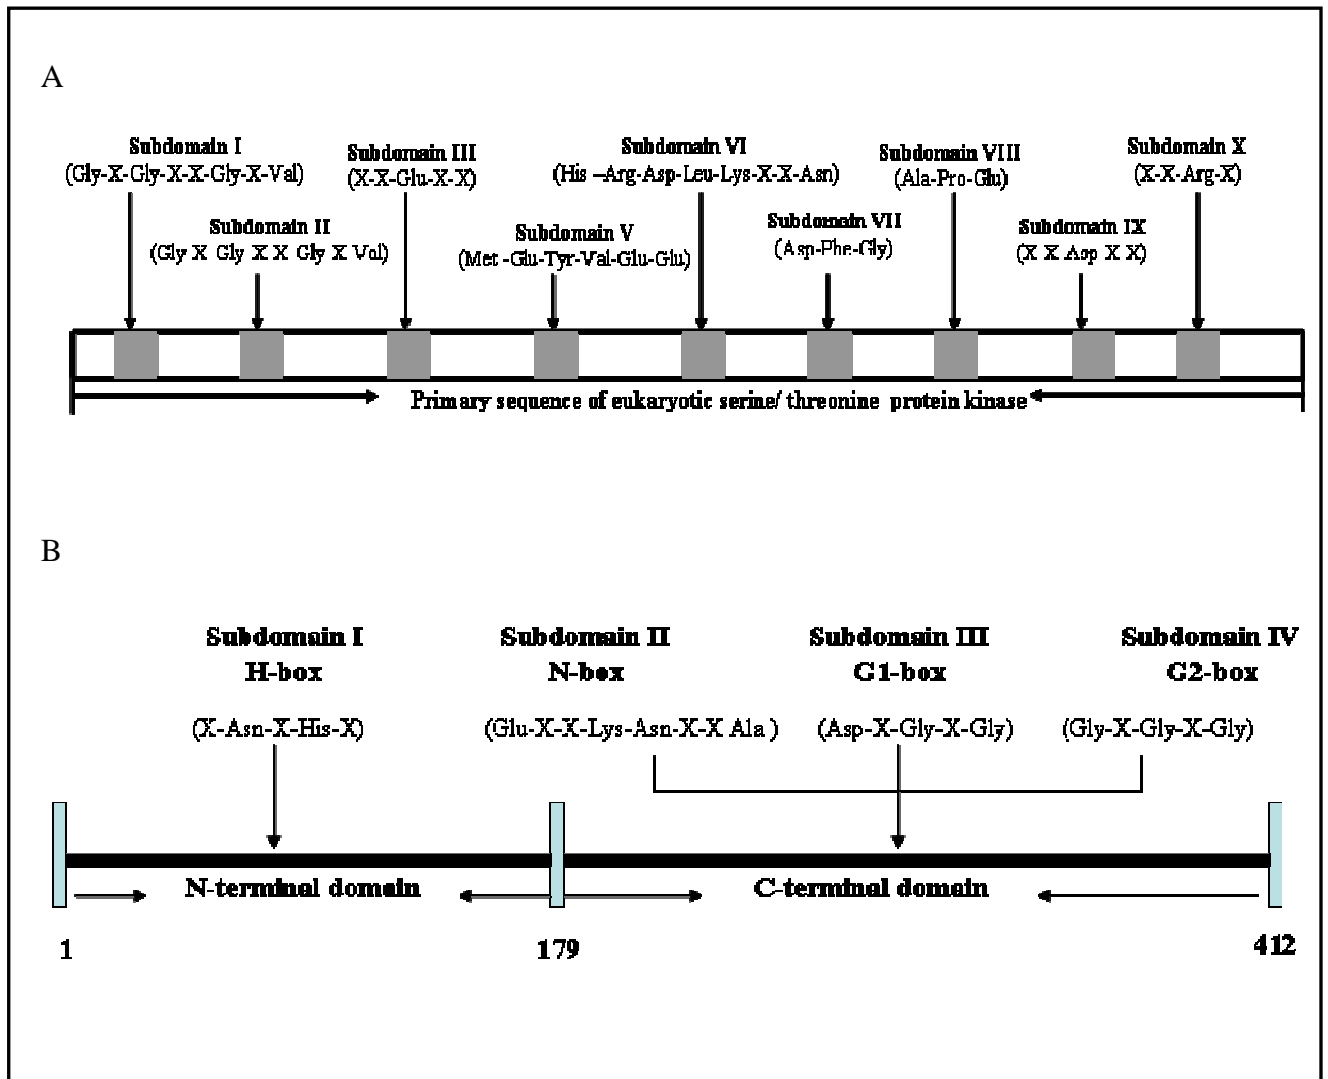 A
Subdomain I
(Gly-X-Gly-X-X-Gly-X-Val)
Subdomain II
(Gly X Gly X X Gly X Val)
Subdomain III
(X-X-Glu-X-X)
Subdomain V
(Met -Glu-Tyr-Val-Glu-Glu)
Subdomain VI
(His –Arg-Asp-Leu-Lys-X-X-Asn)
Subdomain VII
(Asp-Phe-Gly)
Subdomain VIII
(Ala-Pro-Glu)
Subdomain IX
(X X Asp X X)
Subdomain X
(X-X-Arg-X)
Primary sequence of eukaryotic serine/ threonine protein kinase
B
Subdomain I
H-box
(X-Asn-X-His-X)
Subdomain II
N-box
(Glu-X-X-Lys-Asn-X-X Ala )
Subdomain III
G1-box
(Asp-X-Gly-X-Gly)
Subdomain IV
G2-box
(Gly-X-Gly-X-Gly)
N-terminal domain
C-terminal domain
1
179
412